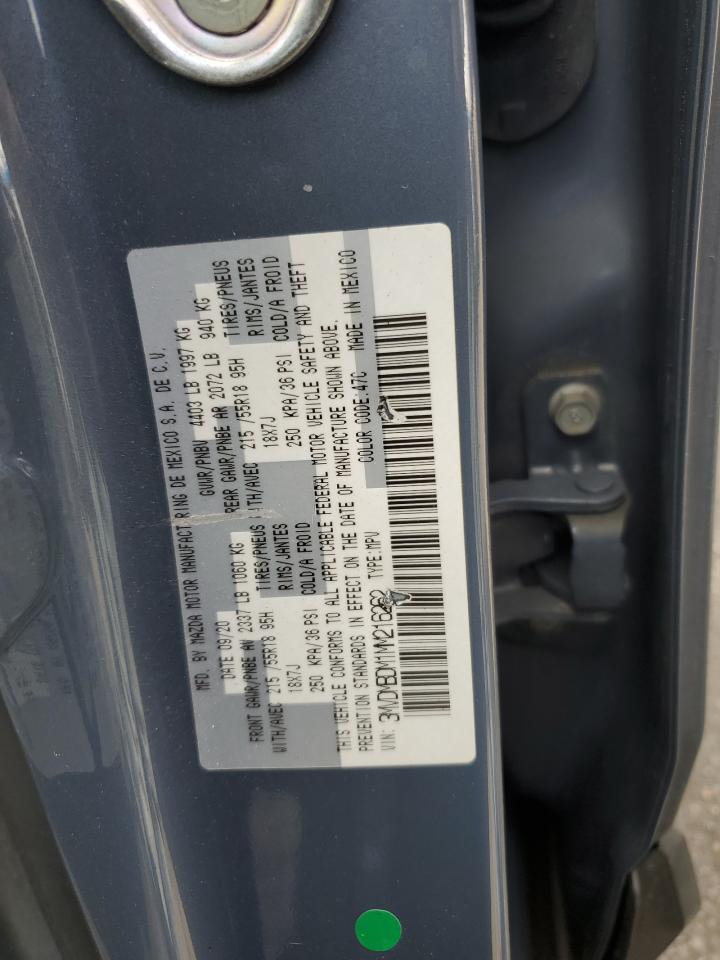 MFD. BY MAZDA MOTOR MANUFACTURING DE MEXICO S.A. DE C.V.
DATE 09/20 GVWR/PNBV 4403 LB 1997 KG
FRONT GAWR/PNBE AV 2337 LB 1060 KG REAR GAWR/PNBE AR 2072 LB 940 KG
WITH/AVEC 215 /55R18 95H TIRES/PNEUS WITH/AVEC 215 /55R18 95H TIRES/PNEUS
18X7J RIMS/JANTES 18X7J RIMS/JANTES
250 KPA/36 PSI COLD/A FROID 250 KPA/36 PSI COLD/A FROID
THIS VEHICLE CONFORMS TO ALL APPLICABLE FEDERAL MOTOR VEHICLE SAFETY AND THEFT
PREVENTION STANDARDS IN EFFECT ON THE DATE OF MANUFACTURE SHOWN ABOVE.
VIN: 3MVDMBDM1MM216262 TYPE:MPV COLOR CODE:47C MADE IN MEXICO